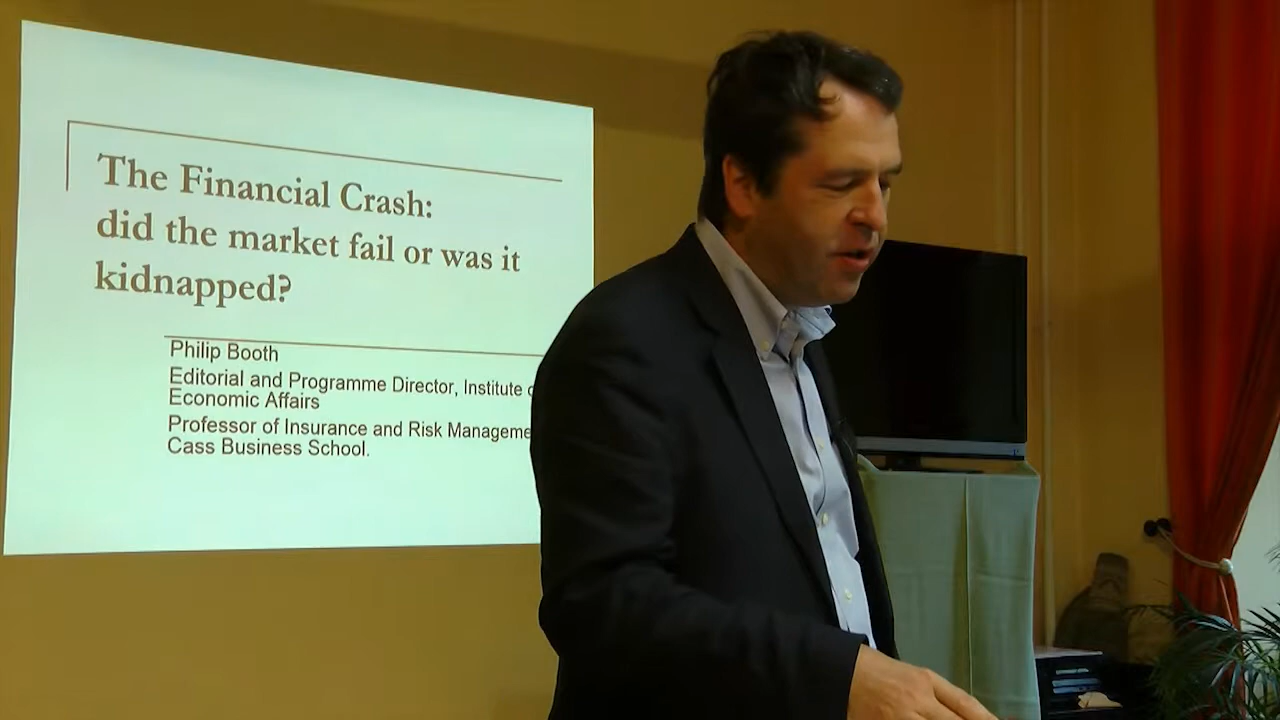 The Financial Crash:
did the market fail or was it
kidnapped?
Philip Booth
Editorial and Programme Director, Institute
Economic Affairs
Professor of Insurance and Risk
Cass Business School.